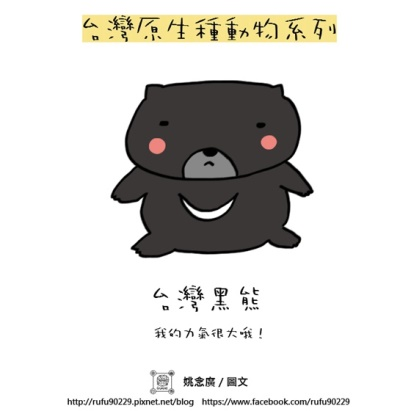 台灣原生種動物系列
台灣黑熊
我的力氣很大哦！
姚念廣 / 圖文
http://rufu90229.pixnet.net/blog https://www.facebook.com/rufu90229